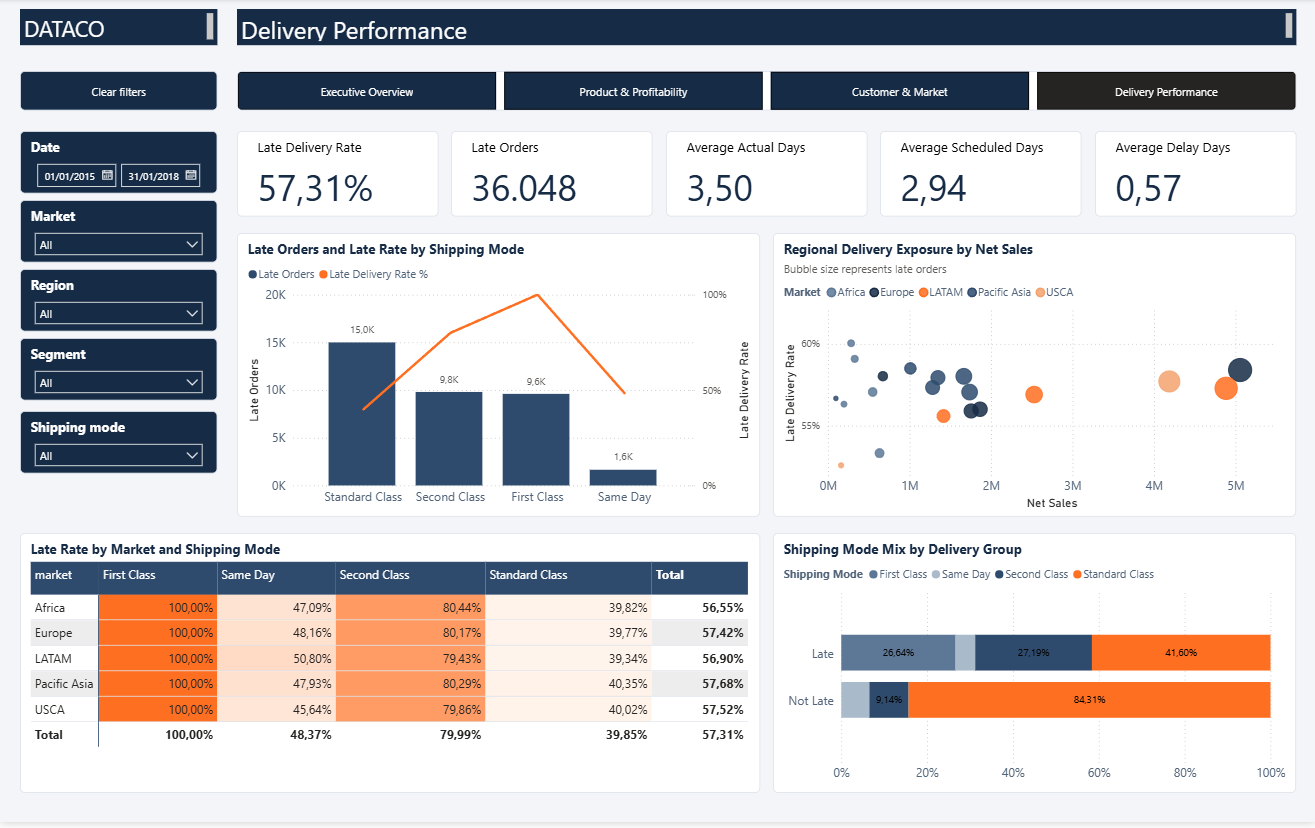 DATACO
Delivery Performance
Clear filters
Executive Overview
Product & Profitability
Customer & Market
Delivery Performance
Date
01/01/2015
31/01/2018
Market
All
Region
All
Segment
All
Shipping mode
All
Late Delivery Rate
57,31%
Late Orders
36.048
Average Actual Days
3,50
Average Scheduled Days
2,94
Average Delay Days
0,57
Late Orders and Late Rate by Shipping Mode
Late Orders Late Delivery Rate %
20K
15K
10K
5K
0K
Late Orders
100%
50%
0%
Late Delivery Rate
15,0K
9,8K
9,6K
1,6K
Standard Class
Second Class
First Class
Same Day
Regional Delivery Exposure by Net Sales
Bubble size represents late orders
Market Africa Europe LATAM Pacific Asia USCA
60%
55%
Late Delivery Rate
0M 1M 2M 3M 4M 5M
Net Sales
Late Rate by Market and Shipping Mode
market First Class Same Day Second Class Standard Class Total
Africa 100,00% 47,09% 80,44% 39,82% 56,55%
Europe 100,00% 48,16% 80,17% 39,77% 57,42%
LATAM 100,00% 50,80% 79,43% 39,34% 56,90%
Pacific Asia 100,00% 47,93% 80,29% 40,35% 57,68%
USCA 100,00% 45,64% 79,86% 40,02% 57,52%
Total 100,00% 48,37% 79,99% 39,85% 57,31%
Shipping Mode Mix by Delivery Group
Shipping Mode First Class Same Day Second Class Standard Class
Late 26,64% 27,19% 41,60%
Not Late 9,14% 84,31%
0% 20% 40% 60% 80% 100%